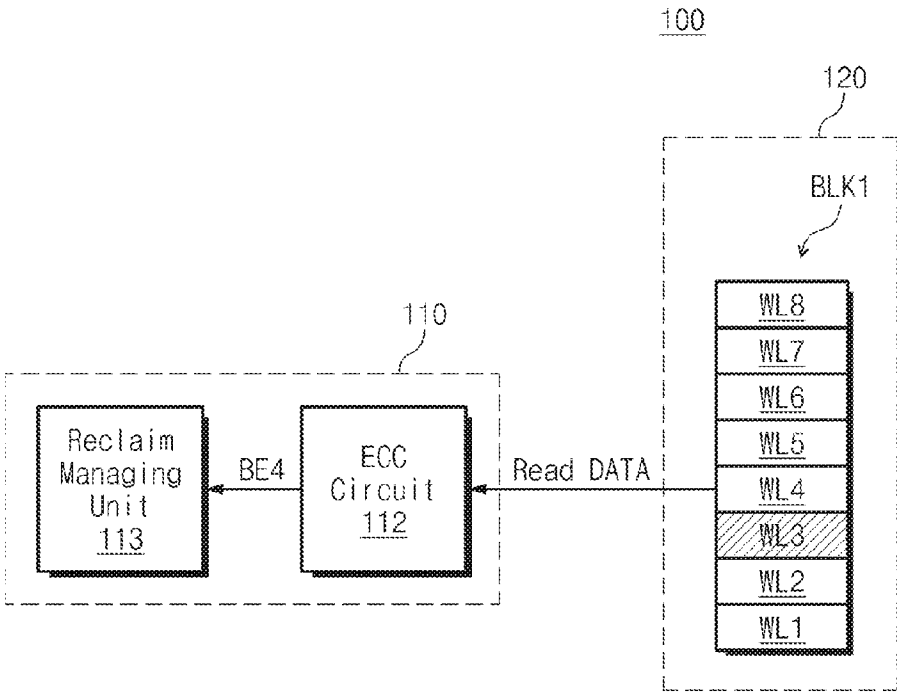 100
120
BLK1
WL8
WL7
WL6
WL5
WL4
WL3
WL2
WL1
110
Reclaim
Managing
Unit
113
BE4
ECC
Circuit
112
Read DATA